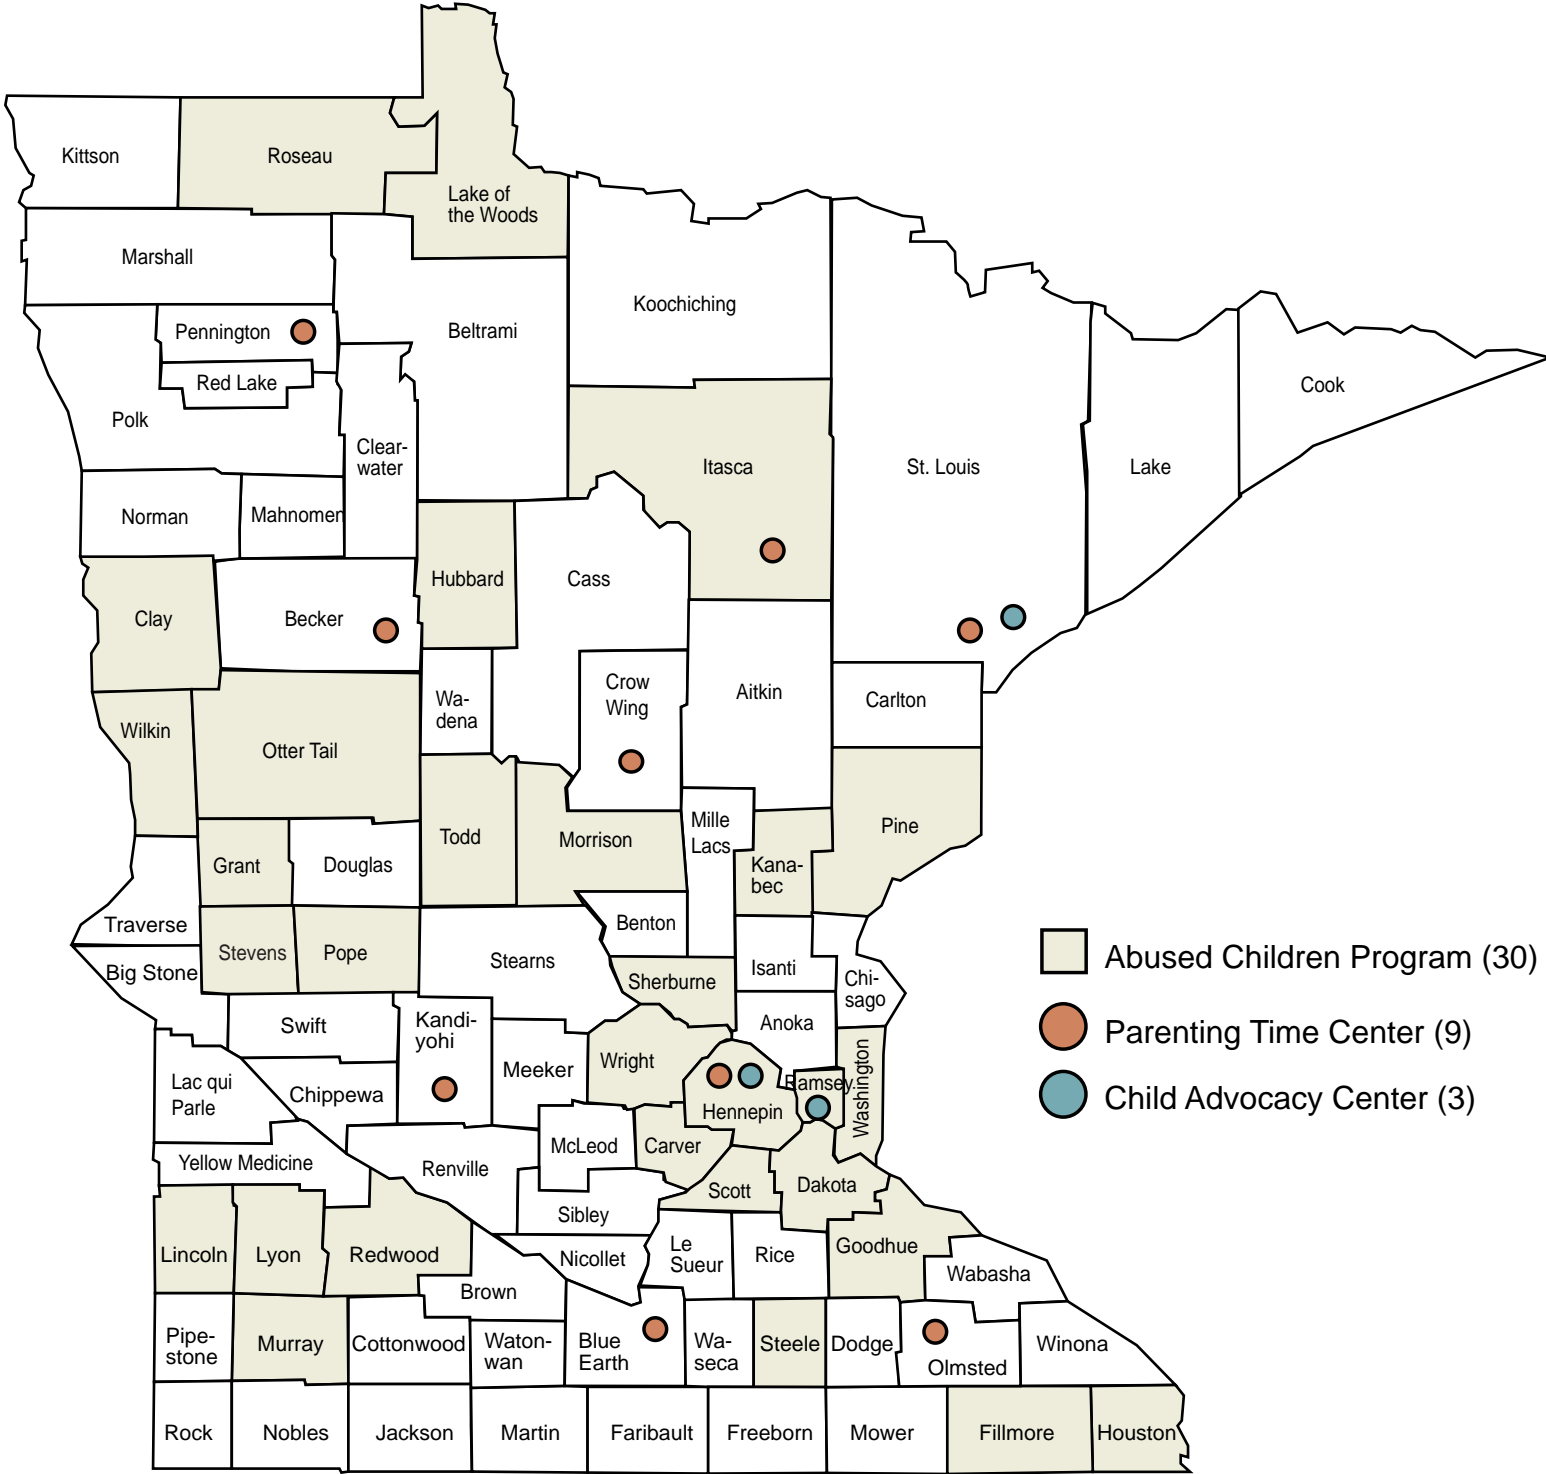 Kittson
Roseau
Lake of
the Woods
Marshall
Koochiching
Pennington
Beltrami
Red Lake
Cook
Polk
Clear-
water
Itasca
St. Louis
Lake
Norman
Mahnomen
Hubbard
Cass
Clay
Becker
Crow
Wing
Aitkin
Carlton
Wa-
dena
Wilkin
Otter Tail
Mille
Lacs
Pine
Todd
Morrison
Grant
Douglas
Kana-
bec
Traverse
Benton
Stevens
Pope
Stearns
Isanti
Big Stone
Sherburne
Chi-
sago
Abused Children Program (30)
Swift
Kandi-
yohi
Anoka
Parenting Time Center (9)
Wright
Meeker
Washington
Lac qui
Parle
Chippewa
Ramsey
Child Advocacy Center (3)
Hennepin
McLeod
Carver
Yellow Medicine
Renville
Scott
Dakota
Sibley
Lincoln
Lyon
Redwood
Nicollet
Le
Sueur
Rice
Goodhue
Brown
Wabasha
Pipe-
stone
Murray
Cottonwood
Waton-
wan
Blue
Earth
Wa-
seca
Steele
Dodge
Olmsted
Winona
Rock
Nobles
Jackson
Martin
Faribault
Freeborn
Mower
Fillmore
Houston